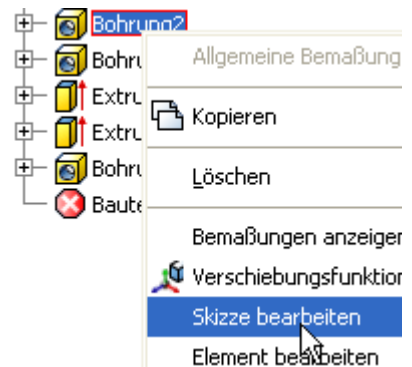 Bohrung2
Bohru
Extru
Extru
Bohru
Baute
Allgemeine Bemaßung
Kopieren
Löschen
Bemaßungen anzeigen
Verschiebungsfunktion
Skizze bearbeiten
Element bearbeiten